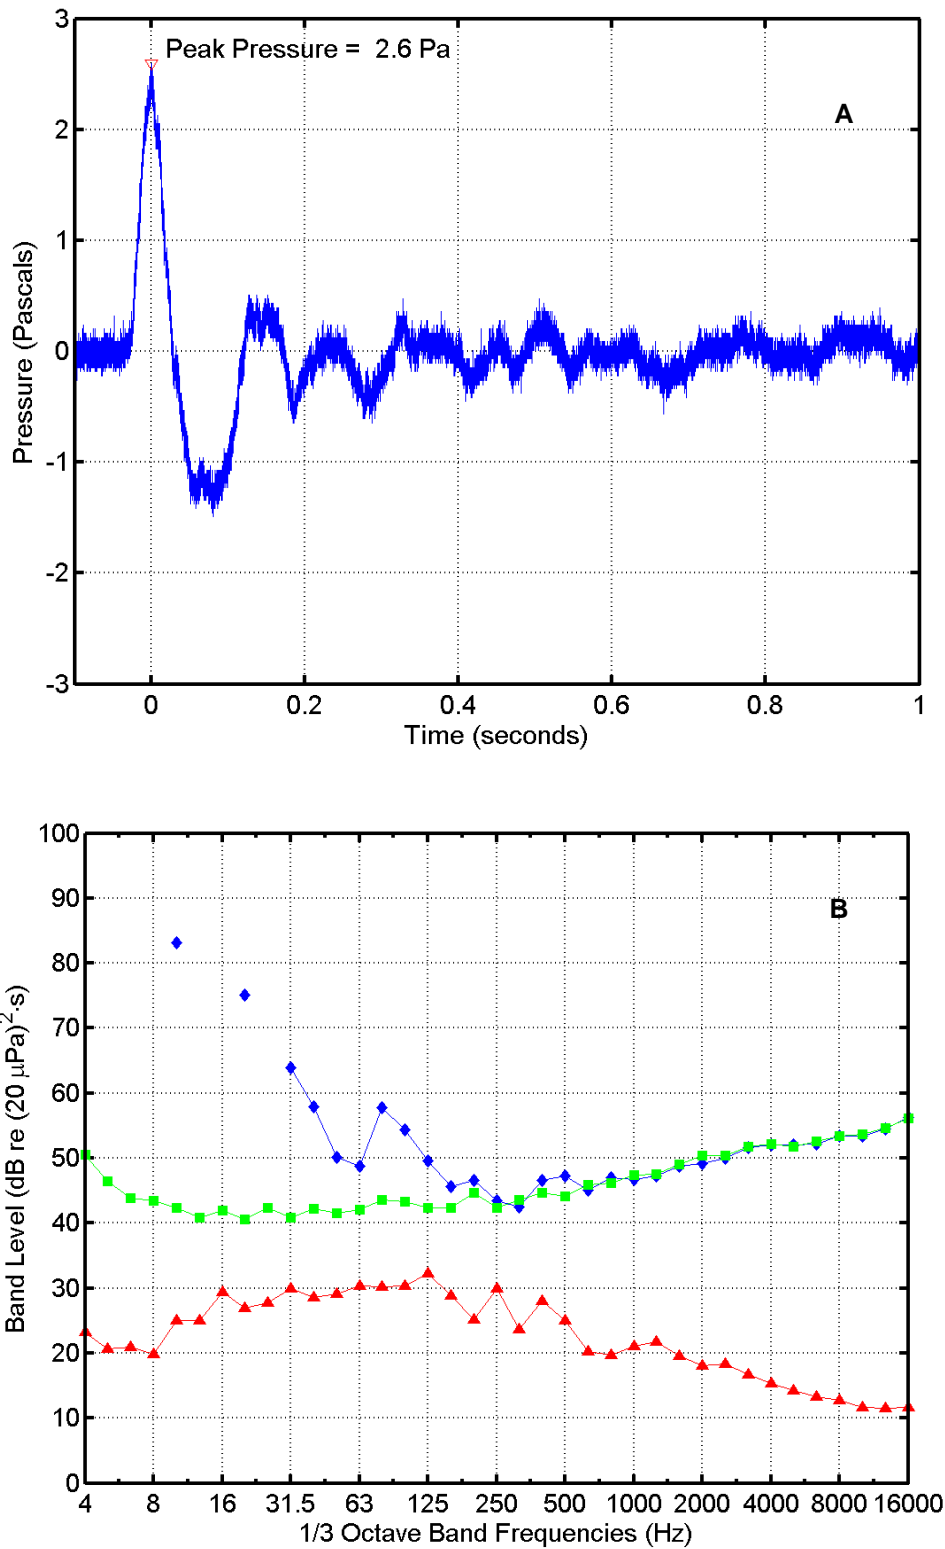 3
2
1
0
-1
-2
-3
Peak Pressure = 2.6 Pa
A
Pressure (Pascals)
0 0.2 0.4 0.6 0.8 1
Time (seconds)
100
90
80
70
60
50
40
30
20
10
0
B
Band Level (dB re (20 μPa)²·s)
4 8 16 31.5 63 125 250 500 1000 2000 4000 8000 16000
1/3 Octave Band Frequencies (Hz)